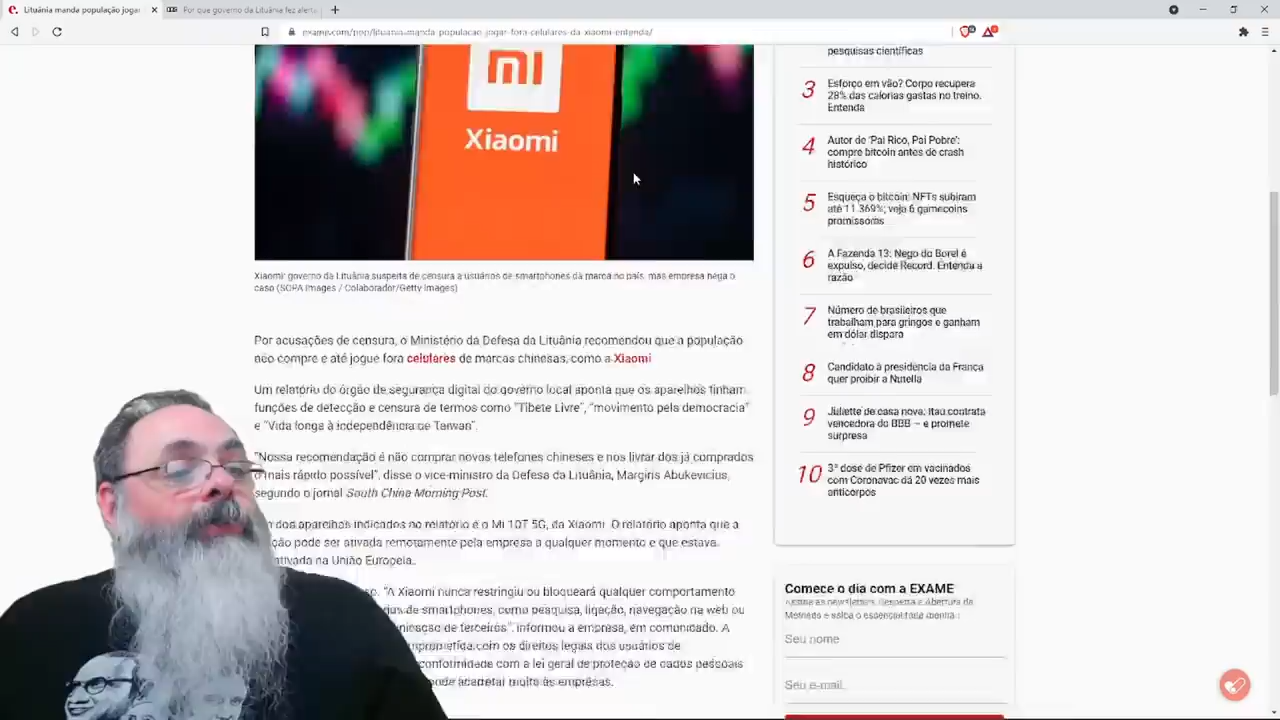 Lituânia manda população jogar
Por que governo da Lituânia fez alerta
exame.com/pop/lituania-manda-populacao-jogar-fora-celulares-da-xiaomi-entenda/
mi
Xiaomi
Xiaomi: governo da Lituânia suspeita de censura a usuários de smartphones da marca no país, mas empresa nega o
caso (SOPA Images / Colaborador/Getty Images)
Por acusações de censura, o Ministério da Defesa da Lituânia recomendou que a população
não compre e até jogue fora celulares de marcas chinesas, como a Xiaomi
Um relatório do órgão de segurança digital do governo local aponta que os aparelhos tinham
funções de detecção e censura de termos como "Tibete Livre", "movimento pela democracia"
e "Vida longa à independência de Taiwan".
"Nossa recomendação é não comprar novos telefones chineses e nos livrar dos já comprados
o mais rápido possível", disse o vice-ministro da Defesa da Lituânia, Margiris Abukevicius,
segundo o jornal South China Morning Post.
dos aparelhos indicados no relatório é o Mi 10T 5G, da Xiaomi. O relatório aponta que a
pode ser ativada remotamente pela empresa a qualquer momento e que estava
na União Europeia.
"A Xiaomi nunca restringiu ou bloqueará qualquer comportamento
de smartphones, como pesquisa, ligação, navegação na web ou
de terceiros", informou a empresa, em comunicado. A
com os direitos legais dos usuários de
conformidade com a lei geral de proteção de dados pessoais
acarretar multa às empresas.
pesquisas científicas
3 Esforço em vão? Corpo recupera
28% das calorias gastas no treino.
Entenda
4 Autor de 'Pai Rico, Pai Pobre':
compre bitcoin antes de crash
histórico
5 Esqueça o bitcoin: NFTs subiram
até 11.369%; veja 6 gamecoins
promissoras
6 A Fazenda 13: Nego do Borel é
expulso, decide Record. Entenda a
razão
7 Número de brasileiros que
trabalham para gringos e ganham
em dólar dispara
8 Candidato à presidência da França
quer proibir a Nutella
9 Juliette de casa nova: Itaú contrata
vencedora do BBB – e promete
surpresa
10 3ª dose de Pfizer em vacinados
com Coronavac dá 20 vezes mais
anticorpos
Comece o dia com a EXAME
Seu nome
Seu e-mail